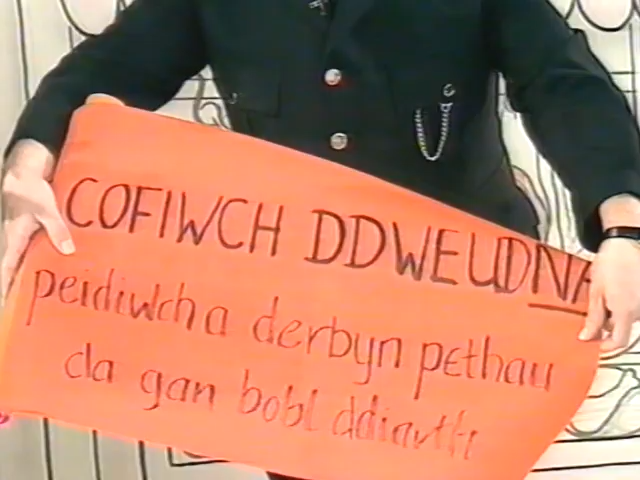 COFIWCH DDWEUD NA
peidiwch a derbyn pethau
da gan bobl ddiarth